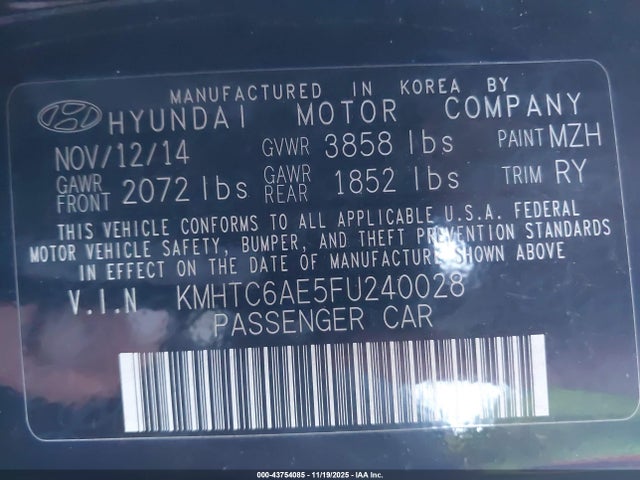 MANUFACTURED IN KOREA BY
HYUNDAI MOTOR COMPANY
NOV/12/14 GVWR 3858 lbs PAINT MZH
GAWR FRONT 2072 lbs GAWR REAR 1852 lbs TRIM RY
THIS VEHICLE CONFORMS TO ALL APPLICABLE U.S.A. FEDERAL
MOTOR VEHICLE SAFETY, BUMPER, AND THEFT PREVENTION STANDARDS
IN EFFECT ON THE DATE OF MANUFACTURE SHOWN ABOVE
V.I.N KMHTC6AE5FU240028
PASSENGER CAR
000-43754085 - 11/19/2025 - IAA Inc.